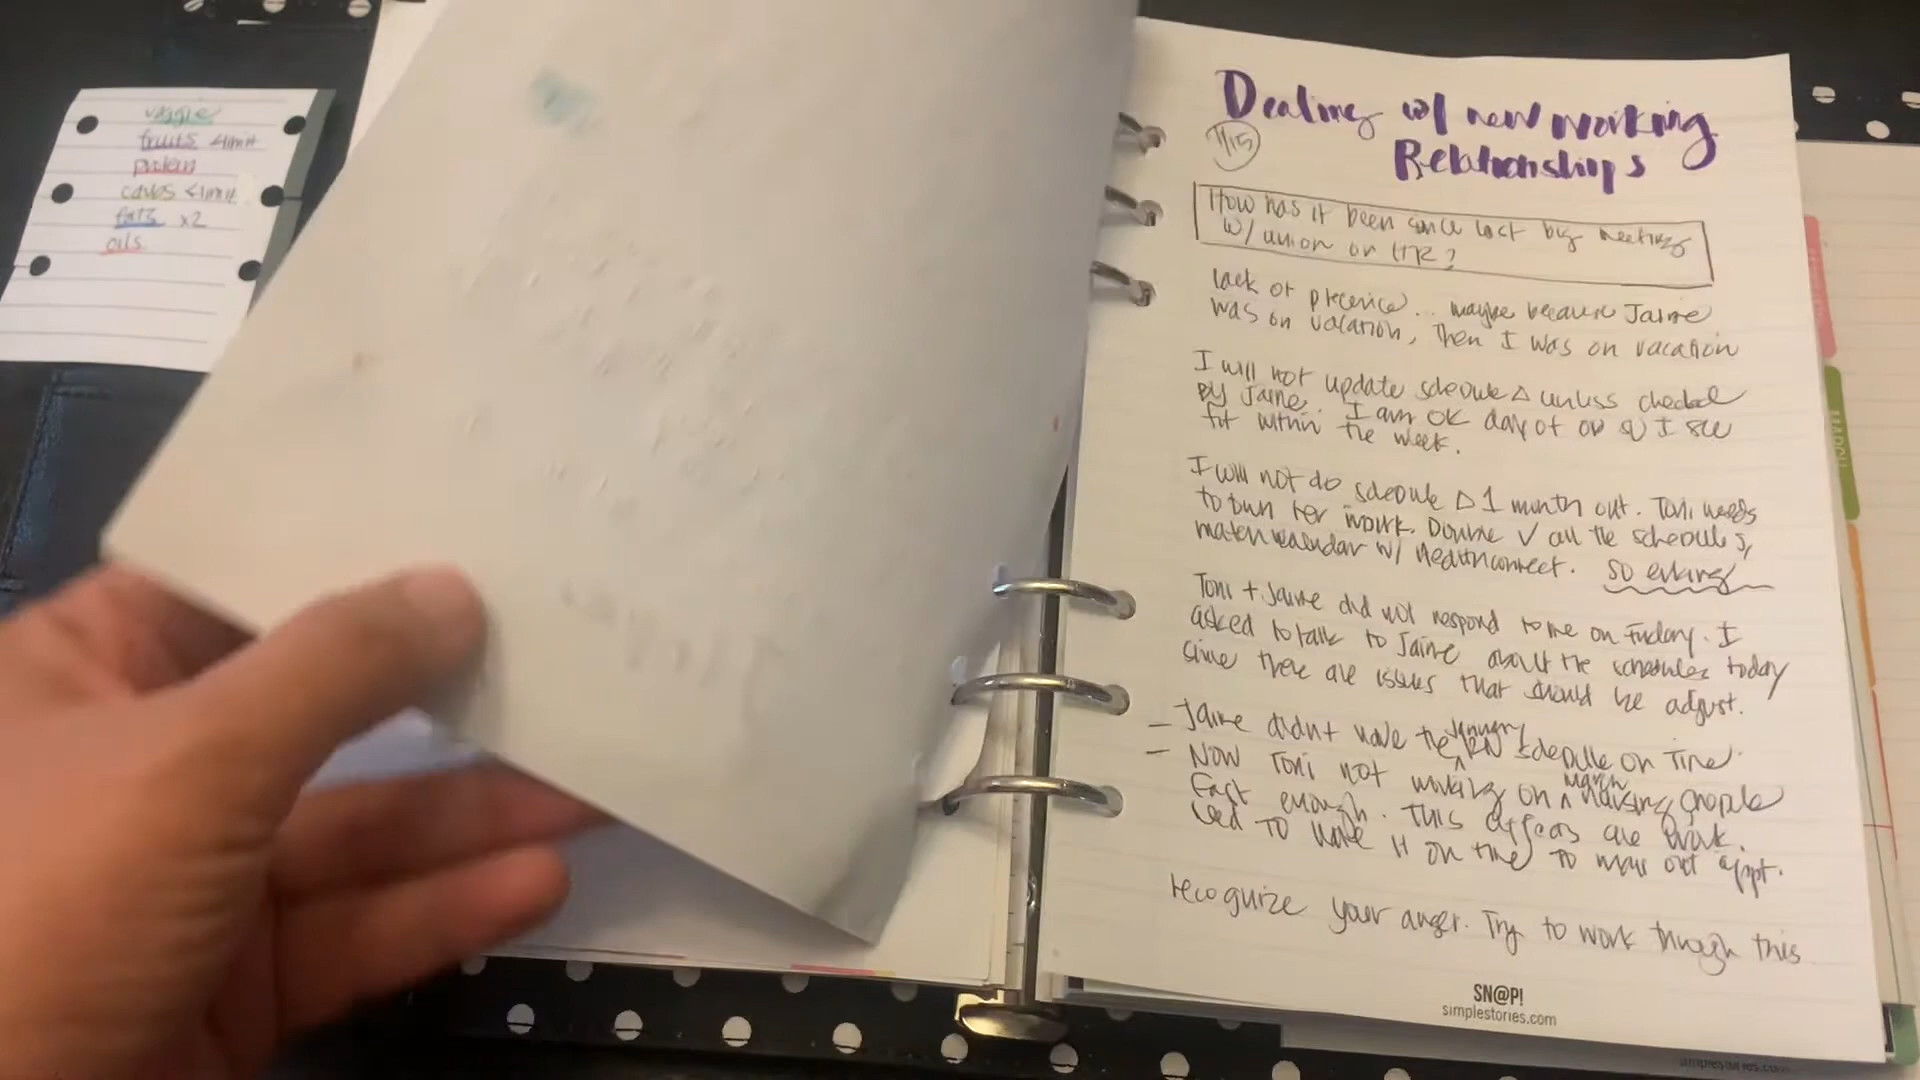 veggie
fruits < limit
protein
carbs < limit
fats x2
oils
Dealing w/ new working
Relationships
1/15
How has it been since last big meeting
w/ union or HR?
lack of presence... maybe because Jaime
was on vacation, then I was on vacation
I will not update schedule Δ unless checked
by Jaime. I am ok day of or as I see
fit within the week.
I will not do schedule Δ 1 month out. Toni needs
to own her work. Double ✓ all the schedules,
match calendar w/ healthconnect. so
Toni + Jaime did not respond to me on Friday. I
asked to talk to Jaime about the schedules today
since there are issues that should be adjust.
- Jaime didn't have the January RN schedule on time.
- Now Toni not working on March nursing people
Fast enough. This affects our work.
need to have it on time to map out appt.
recognize your anger. Try to work through this
SN@P!
simplestories.com
MARCH
simplestories.com